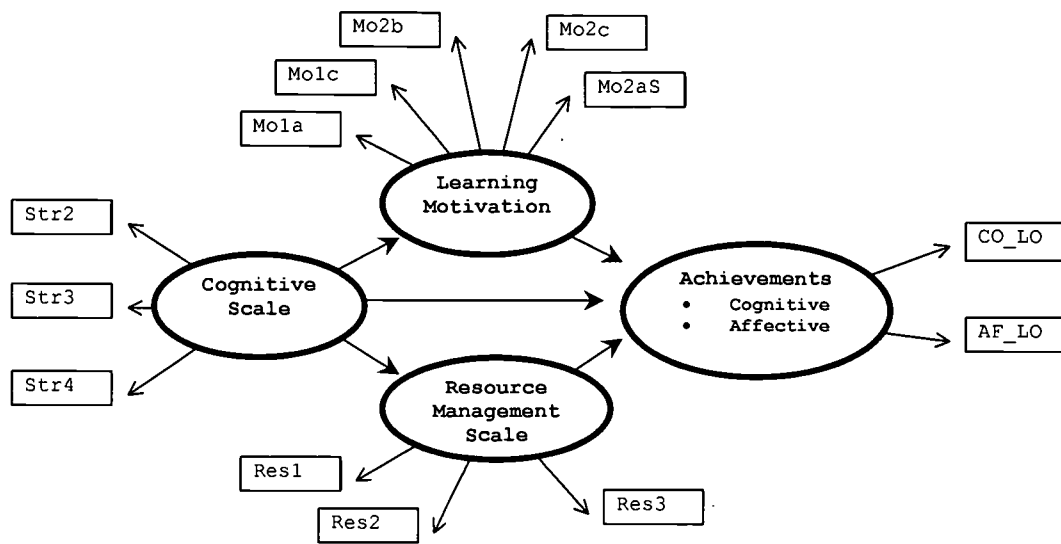 Mo2b
Mo2c
Mo1c
Mo2aS
Mo1a
Learning
Motivation
Str2
CO_LO
Cognitive
Scale
Achievements
• Cognitive
• Affective
Str3
AF_LO
Str4
Resource
Management
Scale
Res1
Res2
Res3